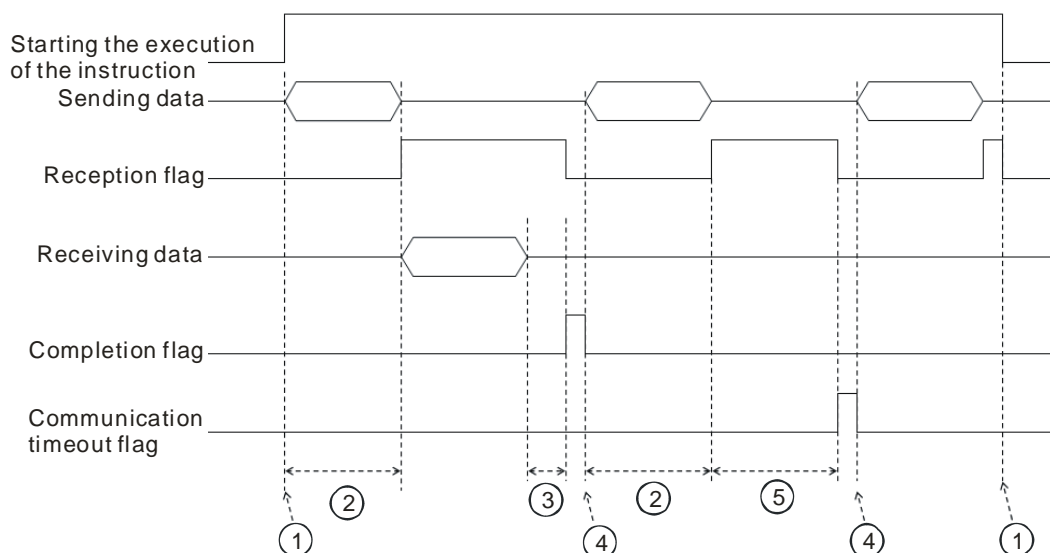 Starting the execution
of the instruction
Sending data
Reception flag
Receiving data
Completion flag
Communication
timeout flag
2 3 2 5
1 4 4 1